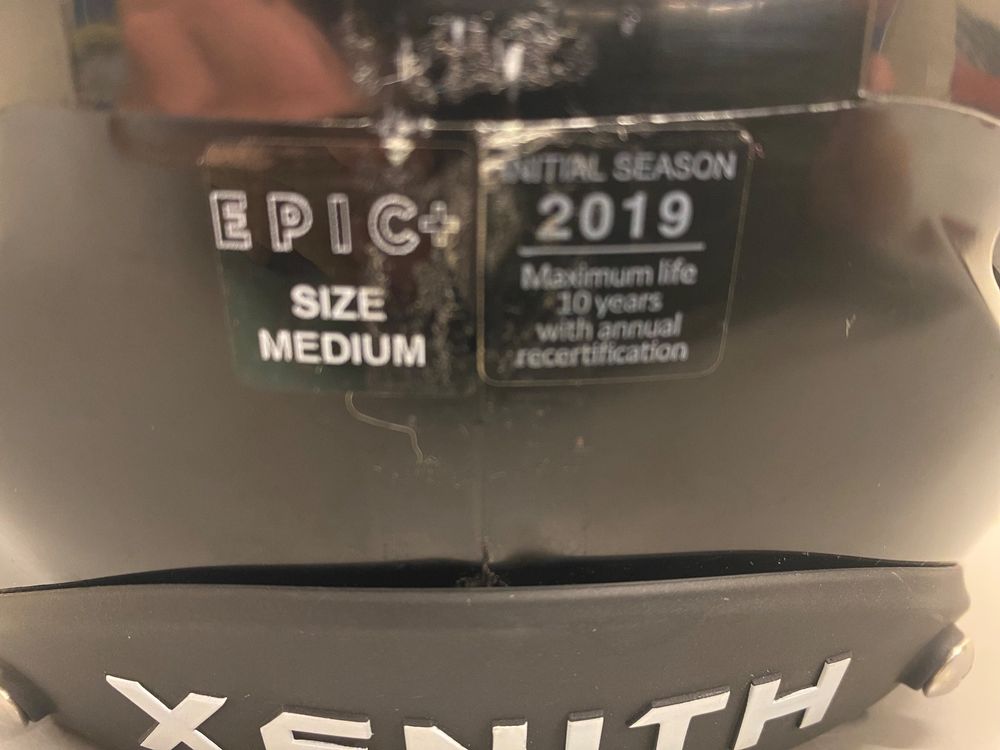 EPIC+
SIZE
MEDIUM
INITIAL SEASON
2019
Maximum life
10 years
with annual
recertification
XENITH